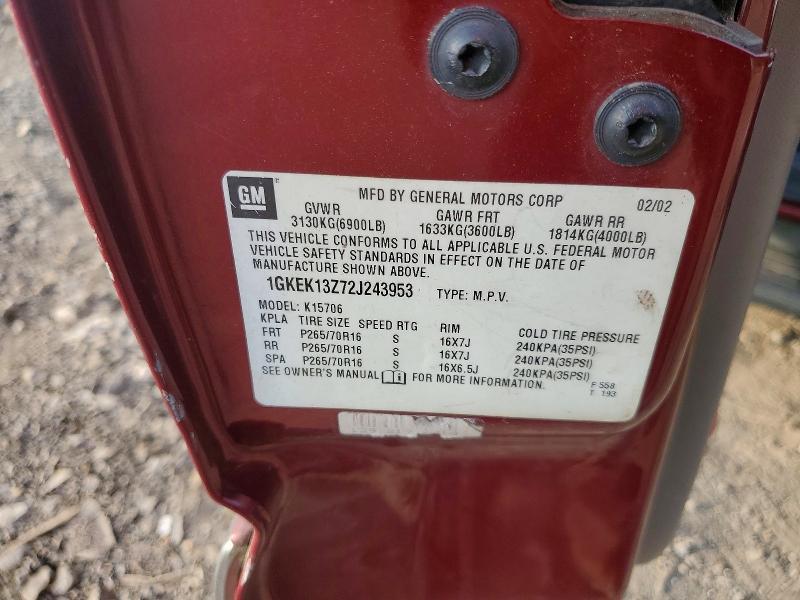 GM MFD BY GENERAL MOTORS CORP 02/02
GVWR GAWR FRT GAWR RR
3130KG(6900LB) 1633KG(3600LB) 1814KG(4000LB)
THIS VEHICLE CONFORMS TO ALL APPLICABLE U.S. FEDERAL MOTOR
VEHICLE SAFETY STANDARDS IN EFFECT ON THE DATE OF
MANUFACTURE SHOWN ABOVE.
1GKEK13Z72J243953 TYPE: M.P.V.
MODEL: K15706
KPLA TIRE SIZE SPEED RTG RIM COLD TIRE PRESSURE
FRT P265/70R16 S 16X7J 240KPA(35PSI)
RR P265/70R16 S 16X7J 240KPA(35PSI)
SPA P265/70R16 S 16X6.5J 240KPA(35PSI)
SEE OWNER'S MANUAL FOR MORE INFORMATION.
F 558
T 193